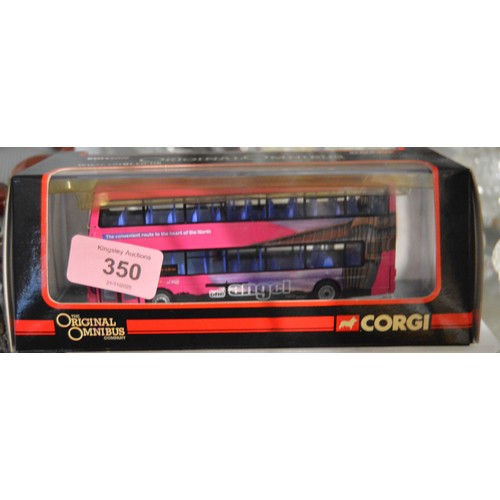 The convenient route to the heart of the North
Kingsley Auctions
350
angel
THE
ORIGINAL
OMNIBUS
COMPANY
CORGI